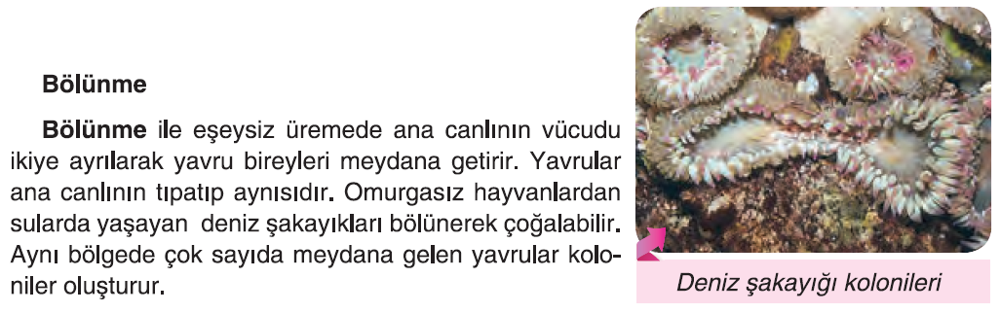 Bölünme
Bölünme ile eşeysiz üremede ana canlının vücudu
ikiye ayrılarak yavru bireyleri meydana getirir. Yavrular
ana canlının tıpatıp aynısıdır. Omurgasız hayvanlardan
sularda yaşayan deniz şakayıkları bölünerek çoğalabilir.
Aynı bölgede çok sayıda meydana gelen yavrular kolo-
niler oluşturur.
Deniz şakayığı kolonileri